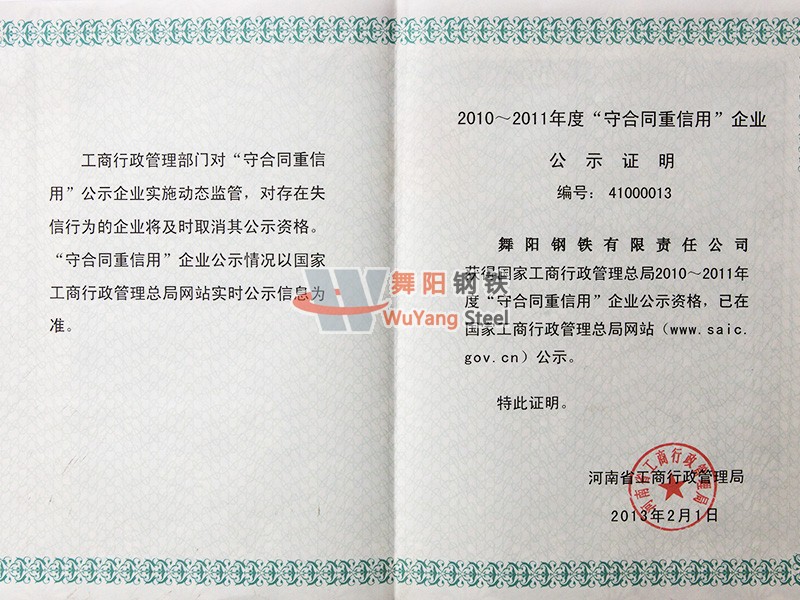 工商行政管理部门对“守合同重信
用”公示企业实施动态监管，对存在失
信行为的企业将及时取消其公示资格。
“守合同重信用”企业公示情况以国家
工商行政管理总局网站实时公示信息为
准。
2010～2011年度“守合同重信用”企业
公示证明
编号：41000013
舞阳钢铁有限责任公司
获得国家工商行政管理总局2010～2011年
度“守合同重信用”企业公示资格，已在
国家工商行政管理总局网站（www.saic.
gov.cn）公示。
特此证明。
河南省工商行政管理局
2013年2月1日
河南省工商行政管理局
舞阳钢铁
WuYang Steel